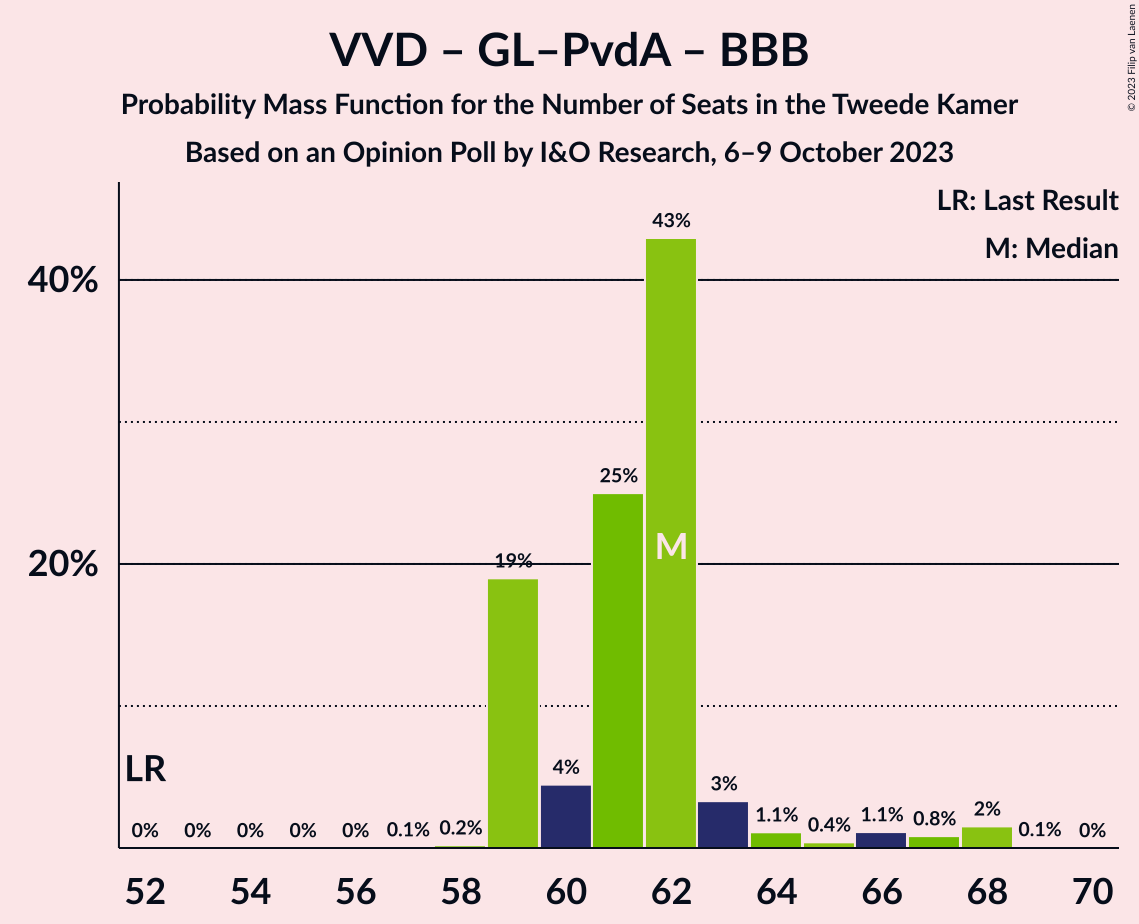 VVD – GL–PvdA – BBB
Probability Mass Function for the Number of Seats in the Tweede Kamer
Based on an Opinion Poll by I&O Research, 6–9 October 2023
© 2023 Filip van Laenen
LR: Last Result
M: Median
40%
20%
43%
25%
19%
M
LR
0% 0% 0% 0% 0% 0.1% 0.2% 4% 3% 1.1% 0.4% 1.1% 0.8% 2% 0.1% 0%
52 54 56 58 60 62 64 66 68 70